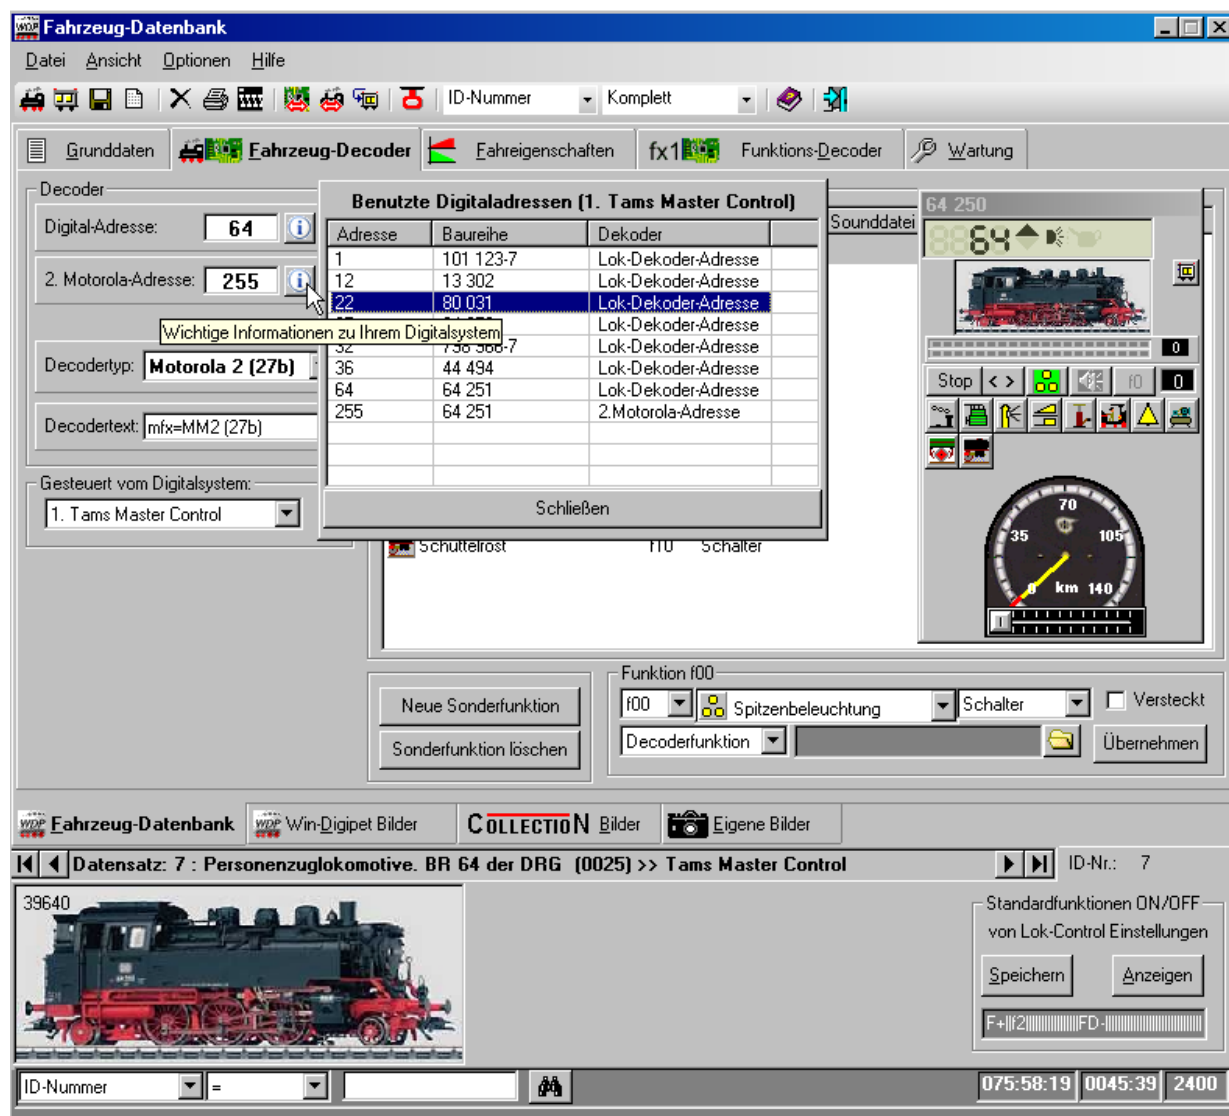 Fahrzeug-Datenbank
Datei Ansicht Optionen Hilfe
ID-Nummer Komplett
Grunddaten Fahrzeug-Decoder Fahreigenschaften fx1 Funktions-Decoder Wartung
Decoder
Digital-Adresse: 64
2. Motorola-Adresse: 255
Decodertyp: Motorola 2 (27b)
Decodertext: mfx=MM2 (27b)
Gesteuert vom Digitalsystem:
1. Tams Master Control
Wichtige Informationen zu Ihrem Digitalsystem
Benutzte Digitaladressen (1. Tams Master Control)
Adresse Baureihe Dekoder
1 101 123-7 Lok-Dekoder-Adresse
12 13 302 Lok-Dekoder-Adresse
22 80 031 Lok-Dekoder-Adresse
Lok-Dekoder-Adresse
Lok-Dekoder-Adresse
36 44 494 Lok-Dekoder-Adresse
64 64 251 Lok-Dekoder-Adresse
255 64 251 2.Motorola-Adresse
Schließen
Sounddatei
Schüttelrost f10 Schalter
64 250
64
0
Stop < > f0 0
70
35 105
0 km 140
Neue Sonderfunktion
Sonderfunktion löschen
Funktion f00
f00 Spitzenbeleuchtung Schalter Versteckt
Decoderfunktion Übernehmen
WDP Fahrzeug-Datenbank WDP Win-Digipet Bilder COLLECTION Bilder Eigene Bilder
Datensatz: 7 : Personenzuglokomotive. BR 64 der DRG (0025) >> Tams Master Control ID-Nr.: 7
39640
Standardfunktionen ON/OFF
von Lok-Control Einstellungen
Speichern Anzeigen
F+|||f2||||||||||||||FD-||||||||||||||||||||||
ID-Nummer = 075:58:19 0045:39 2400